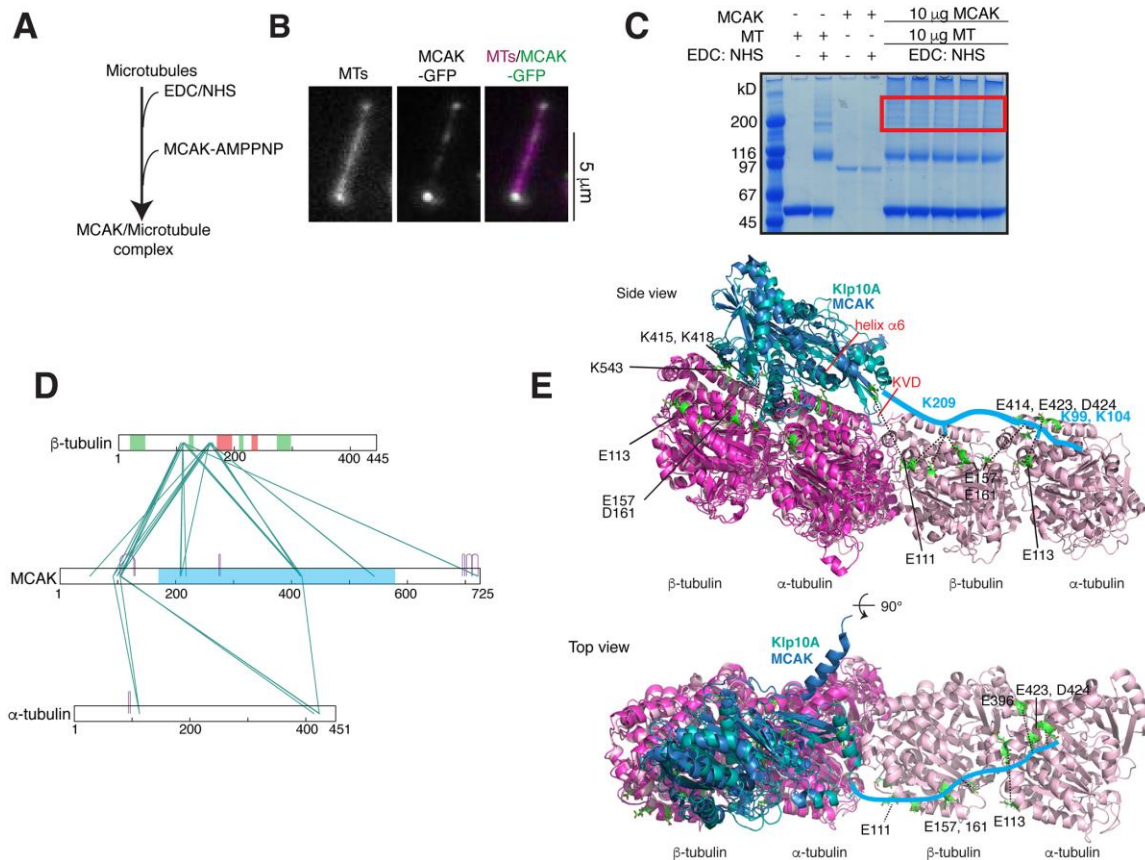 A
Microtubules
EDC/NHS
MCAK-AMPPNP
MCAK/Microtubule
complex
B
MTs
MCAK
-GFP
MTs/MCAK
-GFP
5 μm
C
MCAK - - + + 10 μg MCAK
MT + + - - 10 μg MT
EDC: NHS - + - + EDC: NHS
kD
200
116
97
67
45
D
β-tubulin
1 200 400 445
MCAK
1 200 400 600 725
α-tubulin
1 200 400 451
E
Side view
Klp10A
MCAK
helix α6
K415, K418
K543
KVD
K209
E414, E423, D424
K99, K104
E113
E157
D161
E157
E161
E111
E113
β-tubulin α-tubulin β-tubulin α-tubulin
90°
Top view
Klp10A
MCAK
E423, D424
E396
E111
E157, 161
E113
β-tubulin α-tubulin β-tubulin α-tubulin